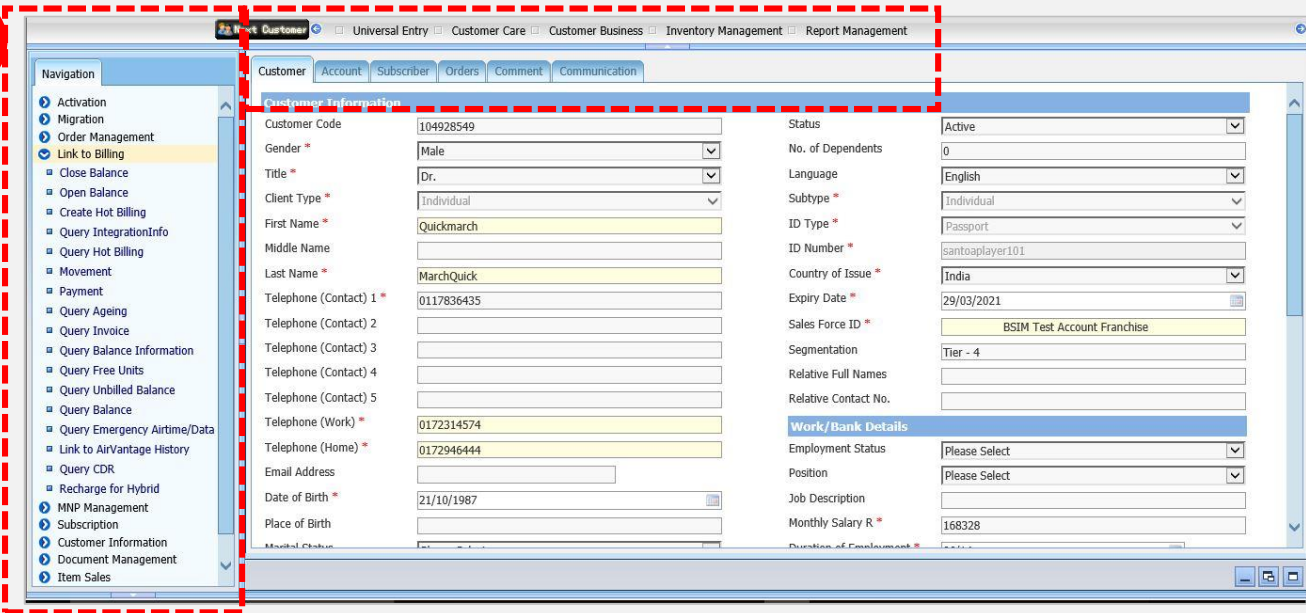 Next Customer Universal Entry Customer Care Customer Business Inventory Management Report Management
Navigation
Activation
Migration
Order Management
Link to Billing
Close Balance
Open Balance
Create Hot Billing
Query IntegrationInfo
Query Hot Billing
Movement
Payment
Query Ageing
Query Invoice
Query Balance Information
Query Free Units
Query Unbilled Balance
Query Balance
Query Emergency Airtime/Data
Link to AirVantage History
Query CDR
Recharge for Hybrid
MNP Management
Subscription
Customer Information
Document Management
Item Sales
Customer Account Subscriber Orders Comment Communication
Customer Information
Customer Code 104928549
Gender * Male
Title * Dr.
Client Type * Individual
First Name * Quickmarch
Middle Name
Last Name * MarchQuick
Telephone (Contact) 1 * 0117836435
Telephone (Contact) 2
Telephone (Contact) 3
Telephone (Contact) 4
Telephone (Contact) 5
Telephone (Work) * 0172314574
Telephone (Home) * 0172946444
Email Address
Date of Birth * 21/10/1987
Place of Birth
Marital Status
Status Active
No. of Dependents 0
Language English
Subtype * Individual
ID Type * Passport
ID Number * santoaplayer101
Country of Issue * India
Expiry Date * 29/03/2021
Sales Force ID * BSIM Test Account Franchise
Segmentation Tier - 4
Relative Full Names
Relative Contact No.
Work/Bank Details
Employment Status Please Select
Position Please Select
Job Description
Monthly Salary R * 168328
Duration of Employment *